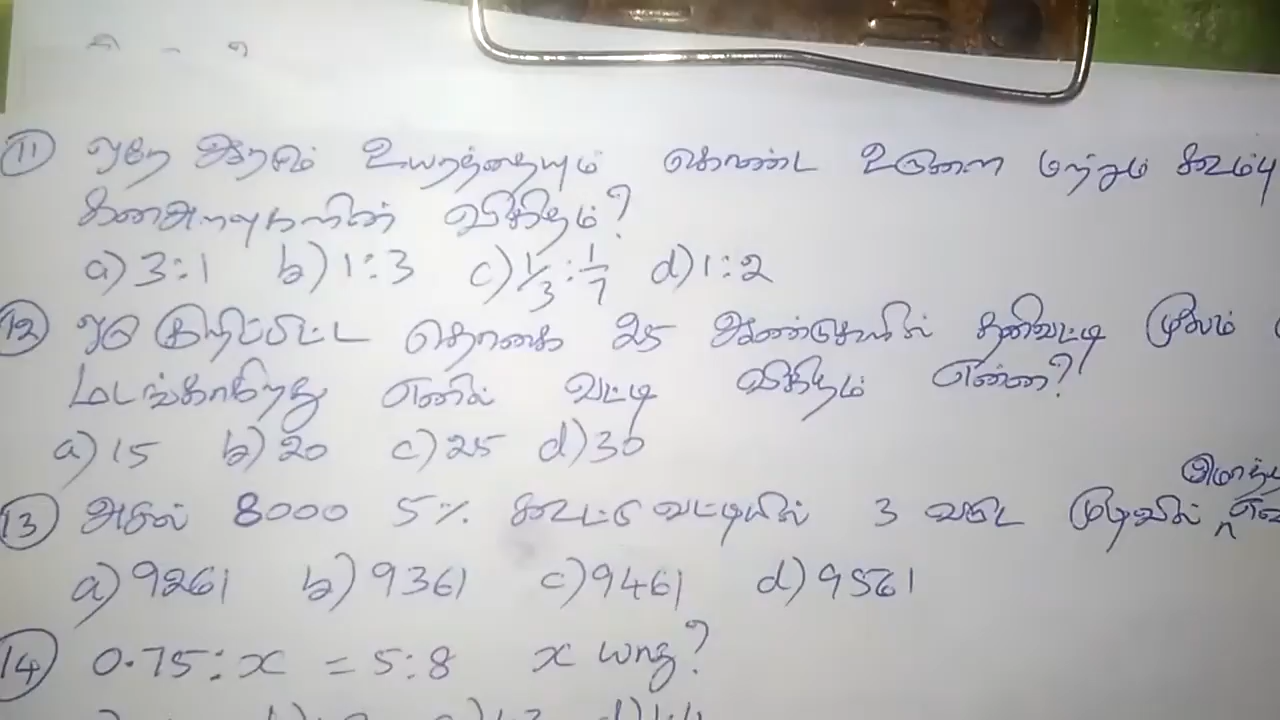 11) ஒரே ஆரமும் உயரத்தையும் கொண்ட உருளை மற்றும் கூம்பு
கனஅளவுகளின் விகிதம்?
a) 3:1 b) 1:3 c) 1/3:1/7 d) 1:2
12) ஒரு குறிப்பிட்ட தொகை 25 ஆண்டுகளில் தனிவட்டி மூலம்
மடங்காகிறது எனில் வட்டி விகிதம் என்ன?
a) 15 b) 20 c) 25 d) 30
13) அசல் 8000 5% கூட்டு வட்டியில் 3 வருட முடிவில்
a) 9261 b) 9361 c) 9461 d) 9561
14) 0.75:x = 5:8 x யாது?